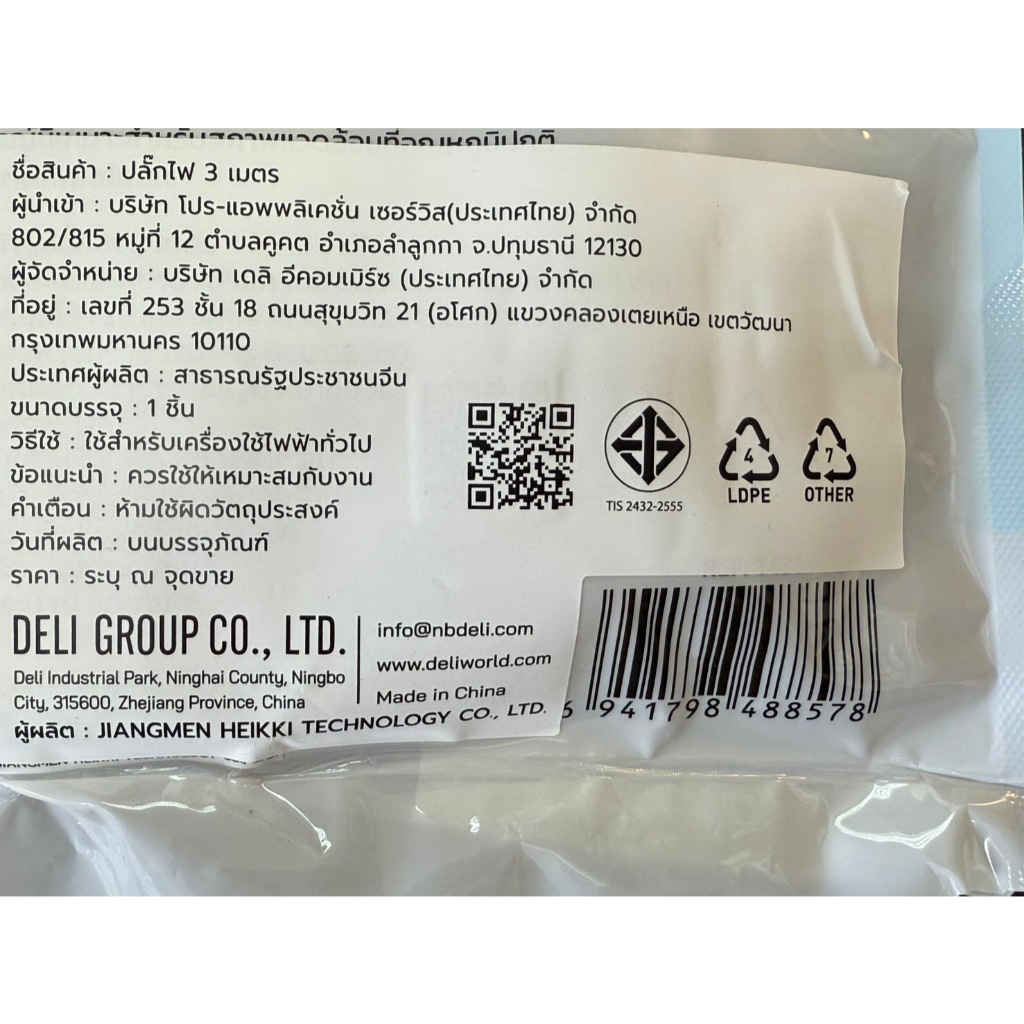 ชื่อสินค้า : ปลั๊กไฟ 3 เมตร
ผู้นำเข้า : บริษัท โปร-แอพพลิเคชั่น เซอร์วิส(ประเทศไทย) จำกัด
802/815 หมู่ที่ 12 ตำบลคูคต อำเภอลำลูกกา จ.ปทุมธานี 12130
ผู้จัดจำหน่าย : บริษัท เดลิ อีคอมเมิร์ซ (ประเทศไทย) จำกัด
ที่อยู่ : เลขที่ 253 ชั้น 18 ถนนสุขุมวิท 21 (อโศก) แขวงคลองเตยเหนือ เขตวัฒนา
กรุงเทพมหานคร 10110
ประเทศผู้ผลิต : สาธารณรัฐประชาชนจีน
ขนาดบรรจุ : 1 ชิ้น
วิธีใช้ : ใช้สำหรับเครื่องใช้ไฟฟ้าทั่วไป
ข้อแนะนำ : ควรใช้ให้เหมาะสมกับงาน
คำเตือน : ห้ามใช้ผิดวัตถุประสงค์
วันที่ผลิต : บนบรรจุภัณฑ์
ราคา : ระบุ ณ จุดขาย
TIS 2432-2555
4
LDPE
7
OTHER
DELI GROUP CO., LTD.
Deli Industrial Park, Ninghai County, Ningbo
City, 315600, Zhejiang Province, China
info@nbdeli.com
www.deliworld.com
Made in China
ผู้ผลิต : JIANGMEN HEIKKI TECHNOLOGY CO., LTD.
6 941798 488578